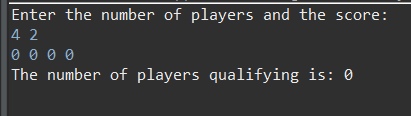 Enter the number of players and the score:
4 2
0 0 0 0
The number of players qualifying is: 0